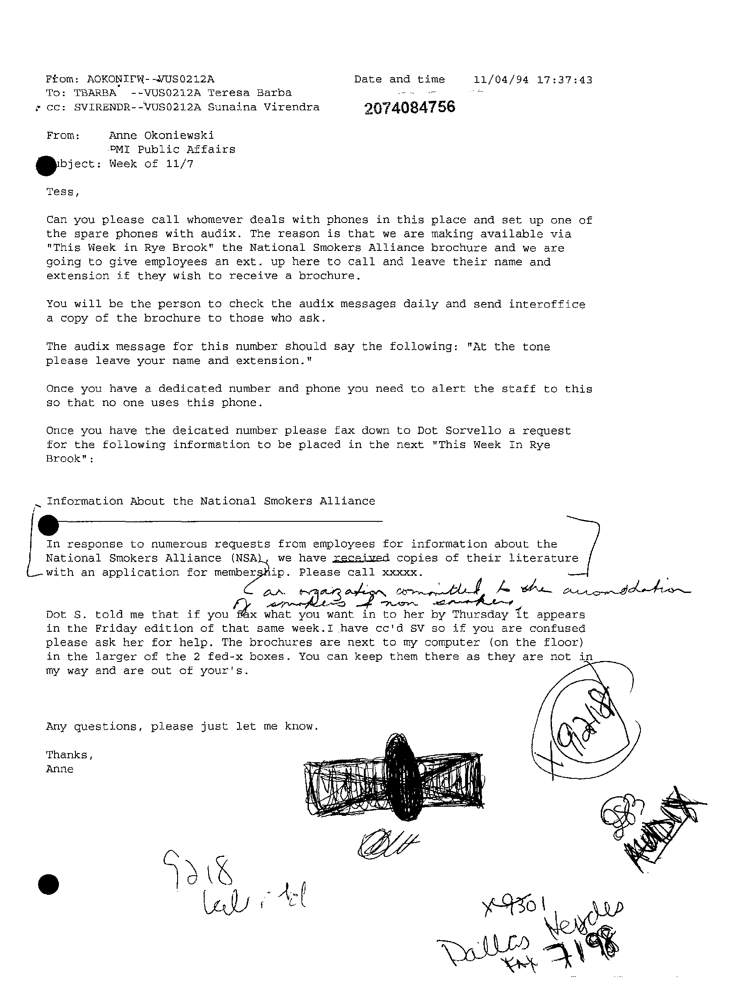 From: AOKONIEW--VUS0212A Date and time 11/04/94 17:37:43
To: TBARBA --VUS0212A Teresa Barba
cc: SVIRENDR--VUS0212A Sunaina Virendra 2074084756
From: Anne Okoniewski
PMI Public Affairs
ubject: Week of 11/7
Tess,
Can you please call whomever deals with phones in this place and set up one of
the spare phones with audix. The reason is that we are making available via
"This Week in Rye Brook" the National Smokers Alliance brochure and we are
going to give employees an ext. up here to call and leave their name and
extension if they wish to receive a brochure.
You will be the person to check the audix messages daily and send interoffice
a copy of the brochure to those who ask.
The audix message for this number should say the following: "At the tone
please leave your name and extension."
Once you have a dedicated number and phone you need to alert the staff to this
so that no one uses this phone.
Once you have the deicated number please fax down to Dot Sorvello a request
for the following information to be placed in the next "This Week In Rye
Brook":
Information About the National Smokers Alliance
In response to numerous requests from employees for information about the
National Smokers Alliance (NSA), we have received copies of their literature
with an application for membership. Please call xxxxx.
an organization committed to the accomodation
of smokers & non smokers,
Dot S. told me that if you fax what you want in to her by Thursday it appears
in the Friday edition of that same week.I have cc'd SV so if you are confused
please ask her for help. The brochures are next to my computer (on the floor)
in the larger of the 2 fed-x boxes. You can keep them there as they are not in
my way and are out of your's.
Any questions, please just let me know.
x9218
Thanks,
Anne
9218
x9301
Dallas
FAX 7198